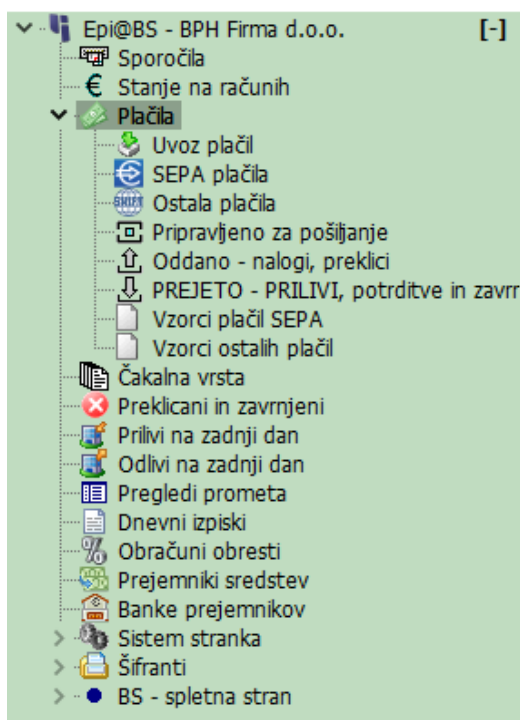 Epi@BS - BPH Firma d.o.o. [-]
Sporočila
€ Stanje na računih
Plačila
Uvoz plačil
SEPA plačila
Ostala plačila
Pripravljeno za pošiljanje
Oddano - nalogi, preklici
PREJETO - PRILIVI, potrditve in zavrr
Vzorci plačil SEPA
Vzorci ostalih plačil
Čakalna vrsta
Preklicani in zavrnjeni
Prilivi na zadnji dan
Odlivi na zadnji dan
Pregledi prometa
Dnevni izpiski
% Obračuni obresti
Prejemniki sredstev
Banke prejemnikov
Sistem stranka
Šifranti
BS - spletna stran